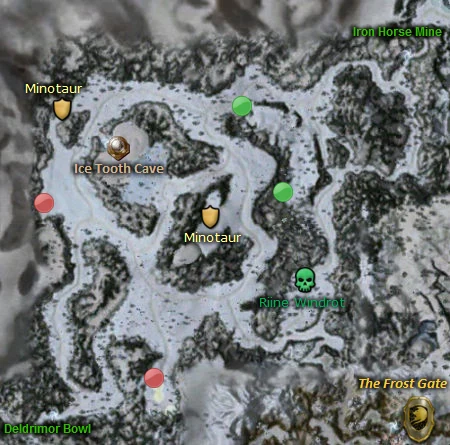 Iron Horse Mine
Minotaur
Ice Tooth Cave
Minotaur
Riine Windrot
The Frost Gate
Deldrimor Bowl